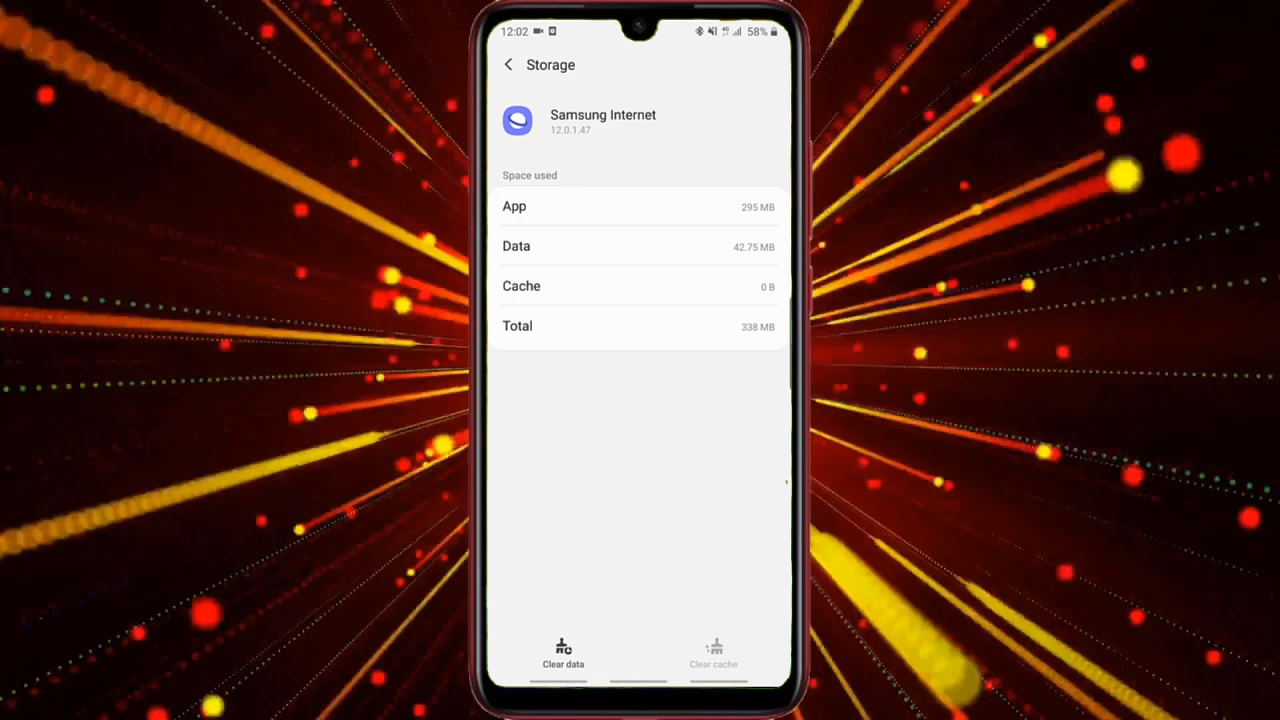 12:02 58%
Storage
Samsung Internet
12.0.1.47
Space used
App 295 MB
Data 42.75 MB
Cache 0 B
Total 338 MB
Clear data Clear cache